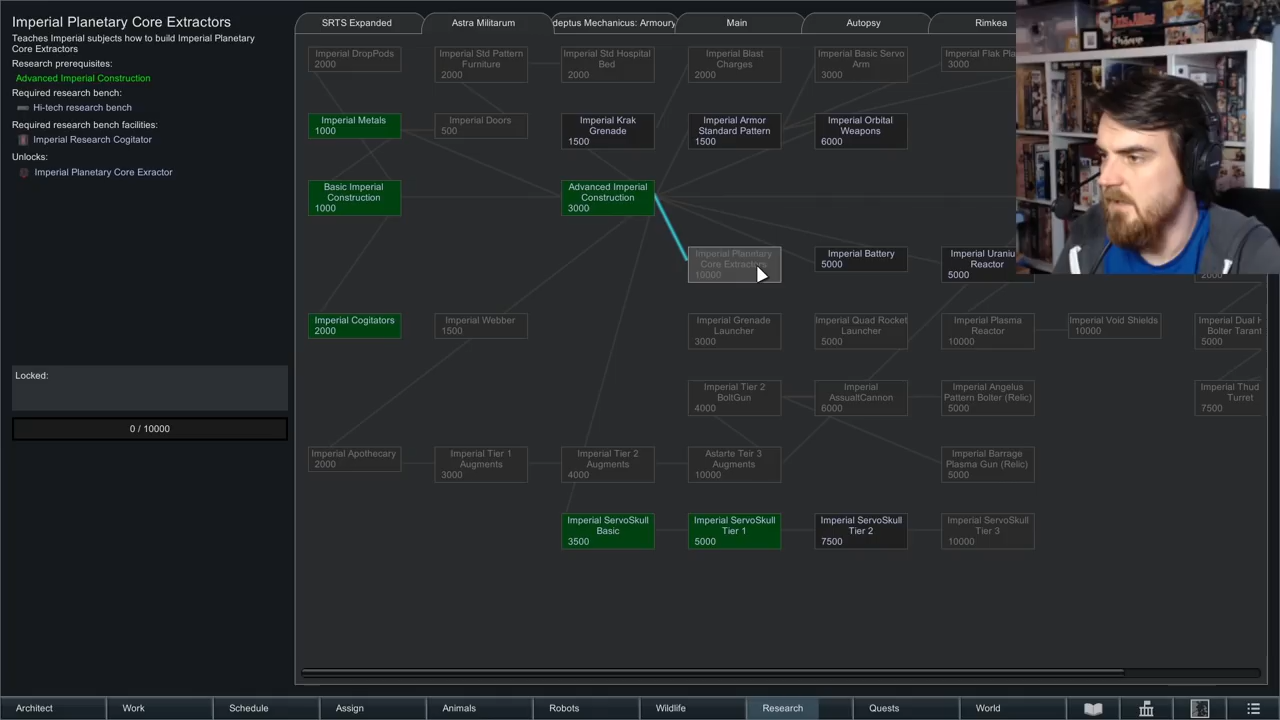 Imperial Planetary Core Extractors
Teaches Imperial subjects how to build Imperial Planetary
Core Extractors
Research prerequisites:
Advanced Imperial Construction
Required research bench:
Hi-tech research bench
Required research bench facilities:
Imperial Research Cogitator
Unlocks:
Imperial Planetary Core Extractor
Locked:
0 / 10000
SRTS Expanded
Astra Militarum
deptus Mechanicus: Armoury
Main
Autopsy
Rimkea
Imperial DropPods
2000
Imperial Std Pattern
Furniture
2000
Imperial Std Hospital
Bed
2000
Imperial Blast
Charges
2000
Imperial Basic Servo
Arm
3000
Imperial Flak Pla
3000
Imperial Metals
1000
Imperial Doors
500
Imperial Krak
Grenade
1500
Imperial Armor
Standard Pattern
1500
Imperial Orbital
Weapons
6000
Basic Imperial
Construction
1000
Advanced Imperial
Construction
3000
Imperial Planetary
Core Extractors
10000
Imperial Battery
5000
Imperial Uraniu
Reactor
5000
2000
Imperial Cogitators
2000
Imperial Webber
1500
Imperial Grenade
Launcher
3000
Imperial Quad Rocket
Launcher
5000
Imperial Plasma
Reactor
10000
Imperial Void Shields
10000
Imperial Dual H
Bolter Tarant
5000
Imperial Tier 2
BoltGun
4000
Imperial
AssualtCannon
6000
Imperial Angelus
Pattern Bolter (Relic)
5000
Imperial Thud
Turret
7500
Imperial Apothecary
2000
Imperial Tier 1
Augments
3000
Imperial Tier 2
Augments
4000
Astarte Teir 3
Augments
10000
Imperial Barrage
Plasma Gun (Relic)
5000
Imperial ServoSkull
Basic
3500
Imperial ServoSkull
Tier 1
5000
Imperial ServoSkull
Tier 2
7500
Imperial ServoSkull
Tier 3
10000
Architect
Work
Schedule
Assign
Animals
Robots
Wildlife
Research
Quests
World